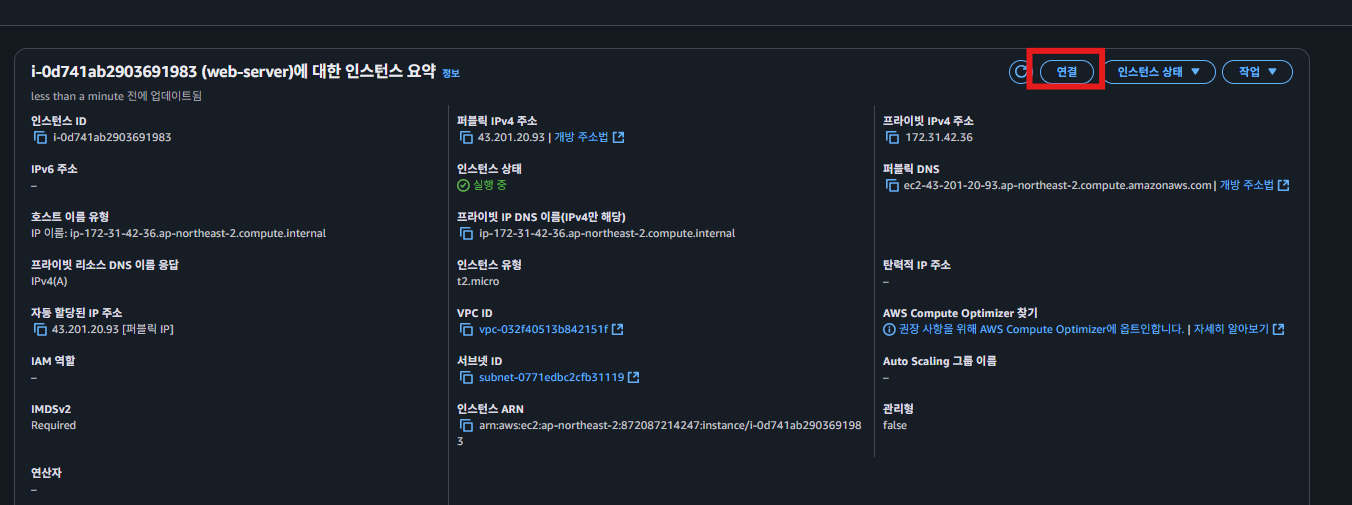 i-0d741ab2903691983 (web-server)에 대한 인스턴스 요약 정보
less than a minute 전에 업데이트됨
연결
인스턴스 상태
작업
인스턴스 ID
i-0d741ab2903691983
퍼블릭 IPv4 주소
43.201.20.93 | 개방 주소법
프라이빗 IPv4 주소
172.31.42.36
IPv6 주소
–
인스턴스 상태
실행 중
퍼블릭 DNS
ec2-43-201-20-93.ap-northeast-2.compute.amazonaws.com | 개방 주소법
호스트 이름 유형
IP 이름: ip-172-31-42-36.ap-northeast-2.compute.internal
프라이빗 IP DNS 이름(IPv4만 해당)
ip-172-31-42-36.ap-northeast-2.compute.internal
프라이빗 리소스 DNS 이름 응답
IPv4(A)
인스턴스 유형
t2.micro
탄력적 IP 주소
–
자동 할당된 IP 주소
43.201.20.93 [퍼블릭 IP]
VPC ID
vpc-032f40513b842151f
AWS Compute Optimizer 찾기
권장 사항을 위해 AWS Compute Optimizer에 옵트인합니다. | 자세히 알아보기
IAM 역할
–
서브넷 ID
subnet-0771edbc2cfb31119
Auto Scaling 그룹 이름
–
IMDSv2
Required
인스턴스 ARN
arn:aws:ec2:ap-northeast-2:872087214247:instance/i-0d741ab290369198
3
관리형
false
연산자
–